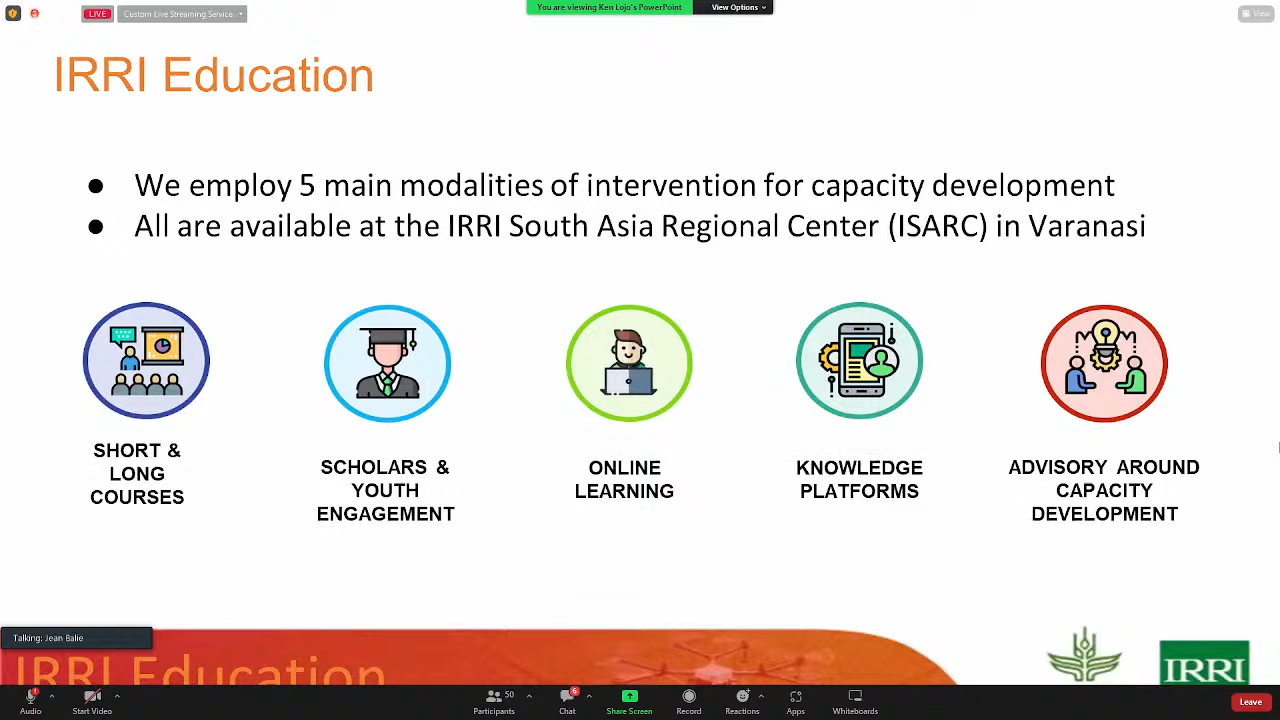 LIVE
Custom Live Streaming Service
You are viewing Ken Lojo's PowerPoint
View Options
View
IRRI Education
● We employ 5 main modalities of intervention for capacity development
● All are available at the IRRI South Asia Regional Center (ISARC) in Varanasi
SHORT &
LONG
COURSES
SCHOLARS &
YOUTH
ENGAGEMENT
ONLINE
LEARNING
KNOWLEDGE
PLATFORMS
ADVISORY AROUND
CAPACITY
DEVELOPMENT
Talking: Jean Balie
IRRI Education
IRRI
Audio
Start Video
50
Participants
6
Chat
Share Screen
Record
Reactions
Apps
Whiteboards
Leave